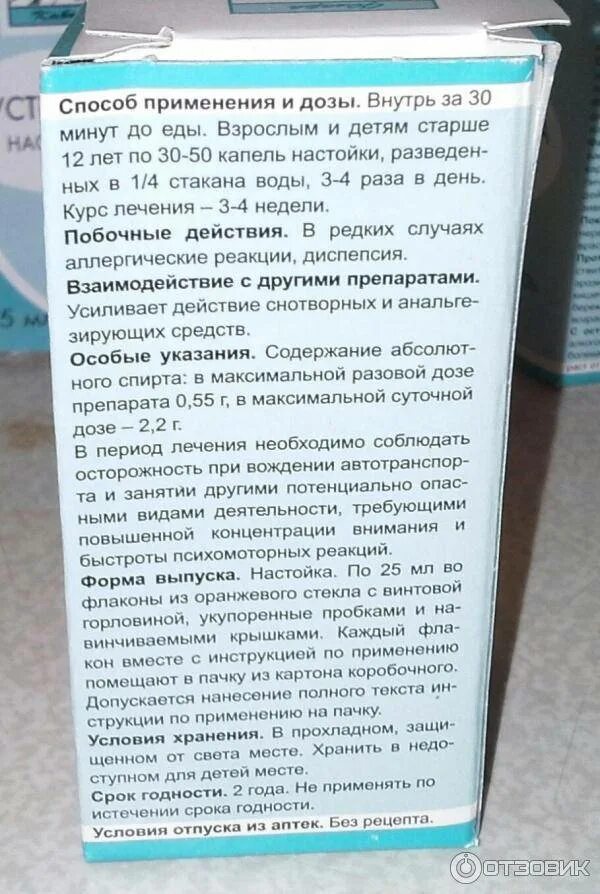 Способ применения и дозы. Внутрь за 30
минут до еды. Взрослым и детям старше
12 лет по 30-50 капель настойки, разведен-
ных в 1/4 стакана воды, 3-4 раза в день.
Курс лечения – 3-4 недели.
Побочные действия. В редких случаях
аллергические реакции, диспепсия.
Взаимодействие с другими препаратами.
Усиливает действие снотворных и анальге-
зирующих средств.
Особые указания. Содержание абсолют-
ного спирта: в максимальной разовой дозе
препарата 0,55 г, в максимальной суточной
дозе – 2,2 г.
В период лечения необходимо соблюдать
осторожность при вождении автотранспор-
та и занятии другими потенциально опас-
ными видами деятельности, требующими
повышенной концентрации внимания и
быстроты психомоторных реакций.
Форма выпуска. Настойка. По 25 мл во
флаконы из оранжевого стекла с винтовой
горловиной, укупоренные пробками и на-
винчиваемыми крышками. Каждый фла-
кон вместе с инструкцией по применению
помещают в пачку из картона коробочного.
Допускается нанесение полного текста ин-
струкции по применению на пачку.
Условия хранения. В прохладном, защи-
щенном от света месте. Хранить в недо-
ступном для детей месте.
Срок годности. 2 года. Не применять по
истечении срока годности.
Условия отпуска из аптек. Без рецепта.
ОТЗОВИК